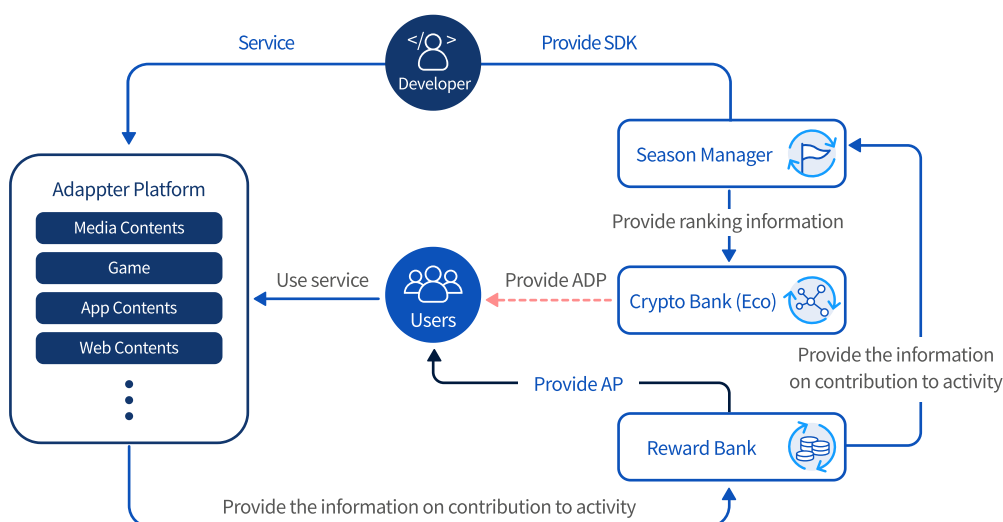 Service
Provide SDK
</>
Developer
Season Manager
Adappter Platform
Media Contents
Game
App Contents
Web Contents
Provide ranking information
Use service
Users
Provide ADP
Crypto Bank (Eco)
Provide the information
on contribution to activity
Provide AP
Reward Bank
Provide the information on contribution to activity